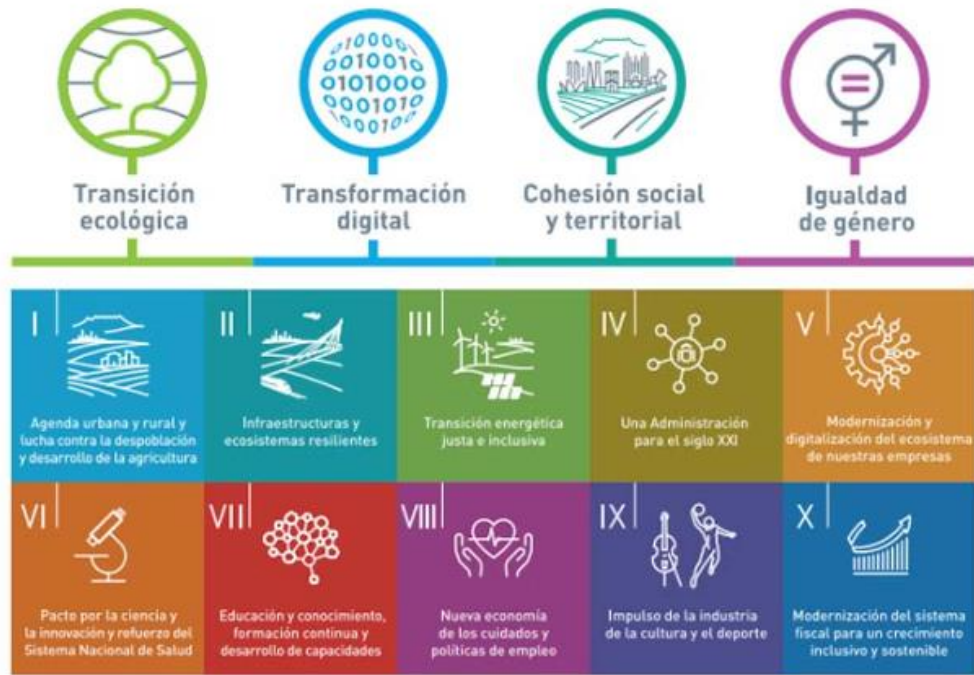 Transición
ecológica
Transformación
digital
Cohesión social
y territorial
Igualdad
de género
I
Agenda urbana y rural y
lucha contra la despoblación
y desarrollo de la agricultura
II
Infraestructuras y
ecosistemas resilientes
III
Transición energética
justa e inclusiva
IV
Una Administración
para el siglo XXI
V
Modernización y
digitalización del ecosistema
de nuestras empresas
VI
Pacto por la ciencia y
la innovación y refuerzo del
Sistema Nacional de Salud
VII
Educación y conocimiento,
formación continua y
desarrollo de capacidades
VIII
Nueva economía
de los cuidados y
políticas de empleo
IX
Impulso de la industria
de la cultura y el deporte
X
Modernización del sistema
fiscal para un crecimiento
inclusivo y sostenible